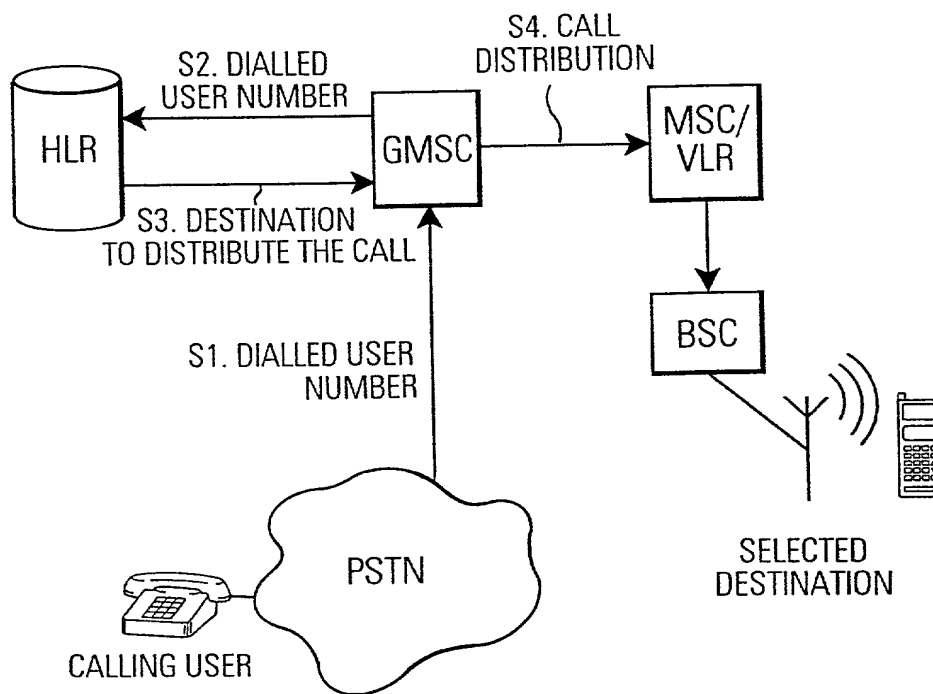 S4. CALL
DISTRIBUTION
S2. DIALLED
USER NUMBER
HLR
GMSC
MSC/
VLR
S3. DESTINATION
TO DISTRIBUTE THE CALL
BSC
S1. DIALLED USER
NUMBER
PSTN
SELECTED
DESTINATION
CALLING USER